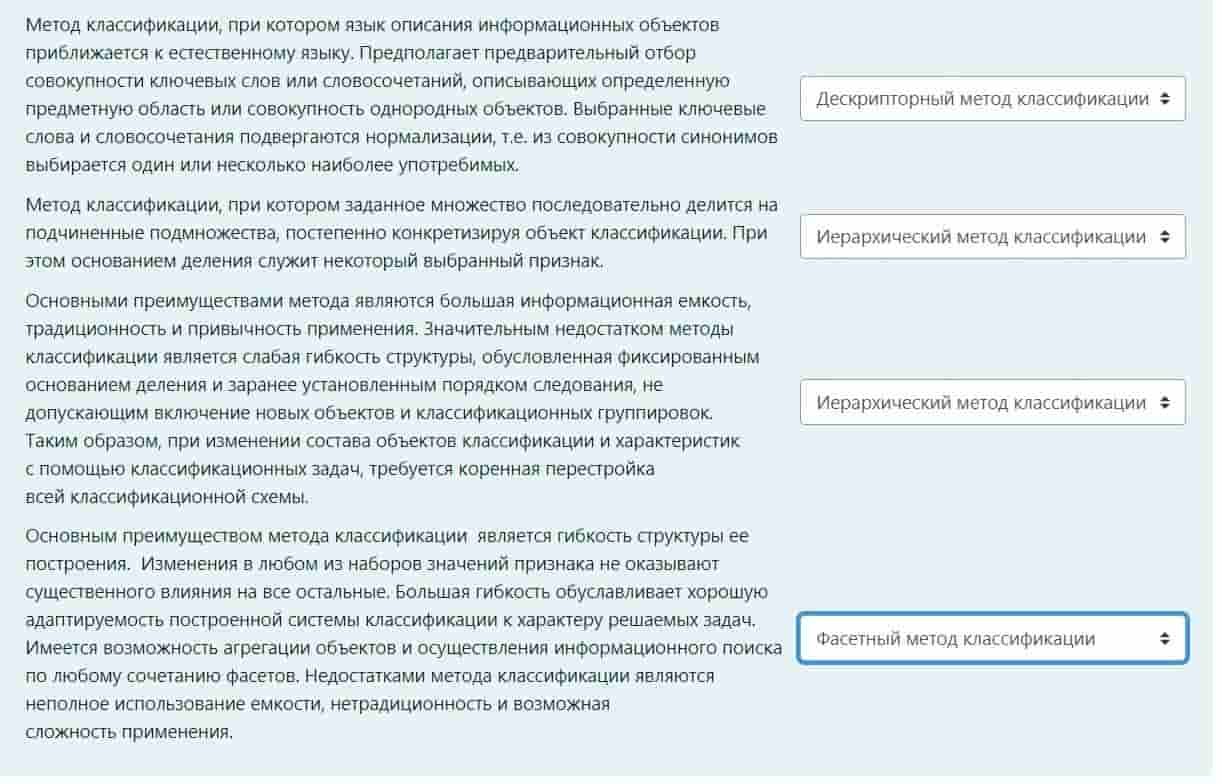 Метод классификации, при котором язык описания информационных объектов
приближается к естественному языку. Предполагает предварительный отбор
совокупности ключевых слов или словосочетаний, описывающих определенную
предметную область или совокупность однородных объектов. Выбранные ключевые
слова и словосочетания подвергаются нормализации, т.е. из совокупности синонимов
выбирается один или несколько наиболее употребимых.
Дескрипторный метод классификации
Метод классификации, при котором заданное множество последовательно делится на
подчиненные подмножества, постепенно конкретизируя объект классификации. При
этом основанием деления служит некоторый выбранный признак.
Иерархический метод классификации
Основными преимуществами метода являются большая информационная емкость,
традиционность и привычность применения. Значительным недостатком методы
классификации является слабая гибкость структуры, обусловленная фиксированным
основанием деления и заранее установленным порядком следования, не
допускающим включение новых объектов и классификационных группировок.
Таким образом, при изменении состава объектов классификации и характеристик
с помощью классификационных задач, требуется коренная перестройка
всей классификационной схемы.
Иерархический метод классификации
Основным преимуществом метода классификации является гибкость структуры ее
построения. Изменения в любом из наборов значений признака не оказывают
существенного влияния на все остальные. Большая гибкость обуславливает хорошую
адаптируемость построенной системы классификации к характеру решаемых задач.
Имеется возможность агрегации объектов и осуществления информационного поиска
по любому сочетанию фасетов. Недостатками метода классификации являются
неполное использование емкости, нетрадиционность и возможная
сложность применения.
Фасетный метод классификации